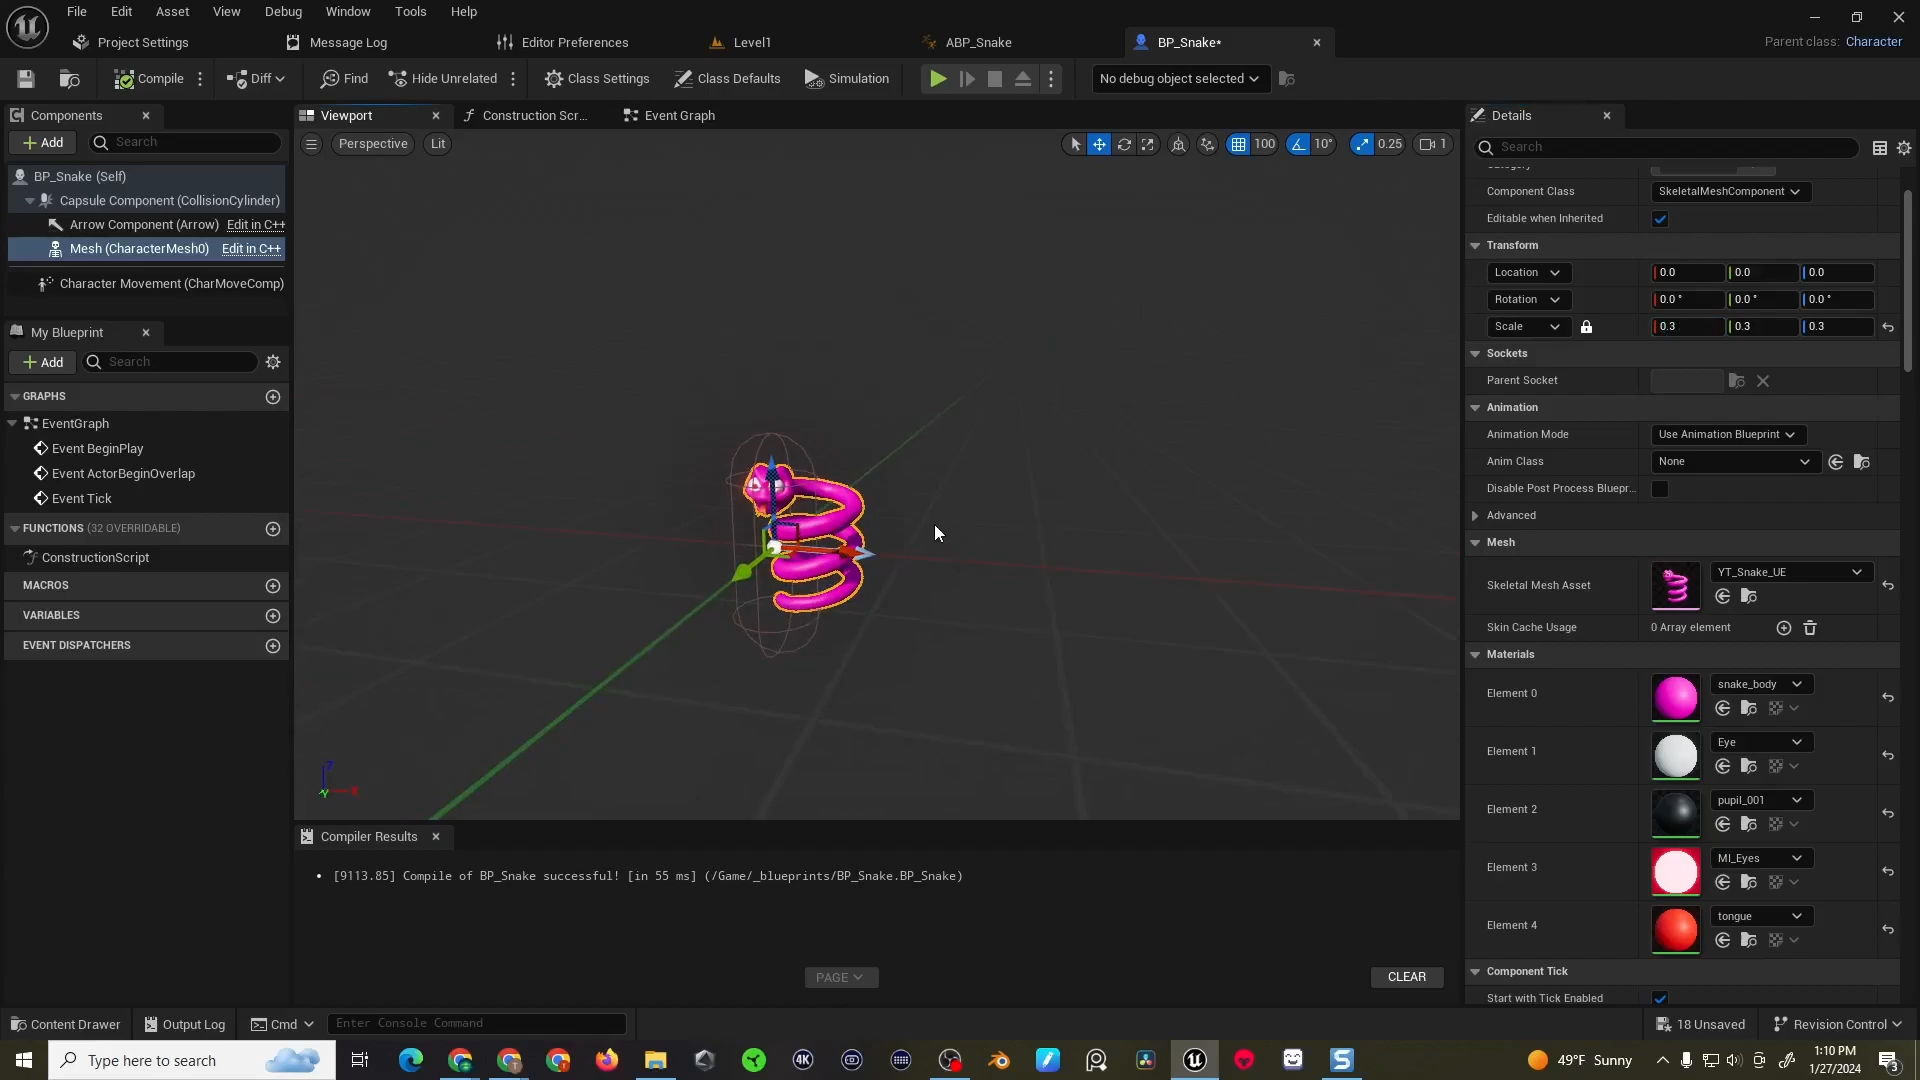 File Edit Asset View Debug Window Tools Help
Project Settings Message Log Editor Preferences Level1 ABP_Snake BP_Snake* Parent class: Character
Compile Diff Find Hide Unrelated Class Settings Class Defaults Simulation No debug object selected
Components
Add Search
BP_Snake (Self)
Capsule Component (CollisionCylinder)
Arrow Component (Arrow) Edit in C++
Mesh (CharacterMesh0) Edit in C++
Character Movement (CharMoveComp)
My Blueprint
Add Search
GRAPHS
EventGraph
Event BeginPlay
Event ActorBeginOverlap
Event Tick
FUNCTIONS (32 OVERRIDABLE)
ConstructionScript
MACROS
VARIABLES
EVENT DISPATCHERS
Viewport Construction Scr... Event Graph
Perspective Lit 100 10° 0.25 1
Z
X
Y
Compiler Results
[9113.85] Compile of BP_Snake successful! [in 55 ms] (/Game/_blueprints/BP_Snake.BP_Snake)
PAGE CLEAR
Details
Search
Component Class SkeletalMeshComponent
Editable when Inherited
Transform
Location 0.0 0.0 0.0
Rotation 0.0 ° 0.0 ° 0.0 °
Scale 0.3 0.3 0.3
Sockets
Parent Socket
Animation
Animation Mode Use Animation Blueprint
Anim Class None
Disable Post Process Bluepr...
Advanced
Mesh
Skeletal Mesh Asset YT_Snake_UE
Skin Cache Usage 0 Array element
Materials
Element 0 snake_body
Element 1 Eye
Element 2 pupil_001
Element 3 MI_Eyes
Element 4 tongue
Component Tick
Start with Tick Enabled
Content Drawer Output Log Cmd Enter Console Command 18 Unsaved Revision Control
Type here to search 4K 49°F Sunny 1:10 PM
1/27/2024 3